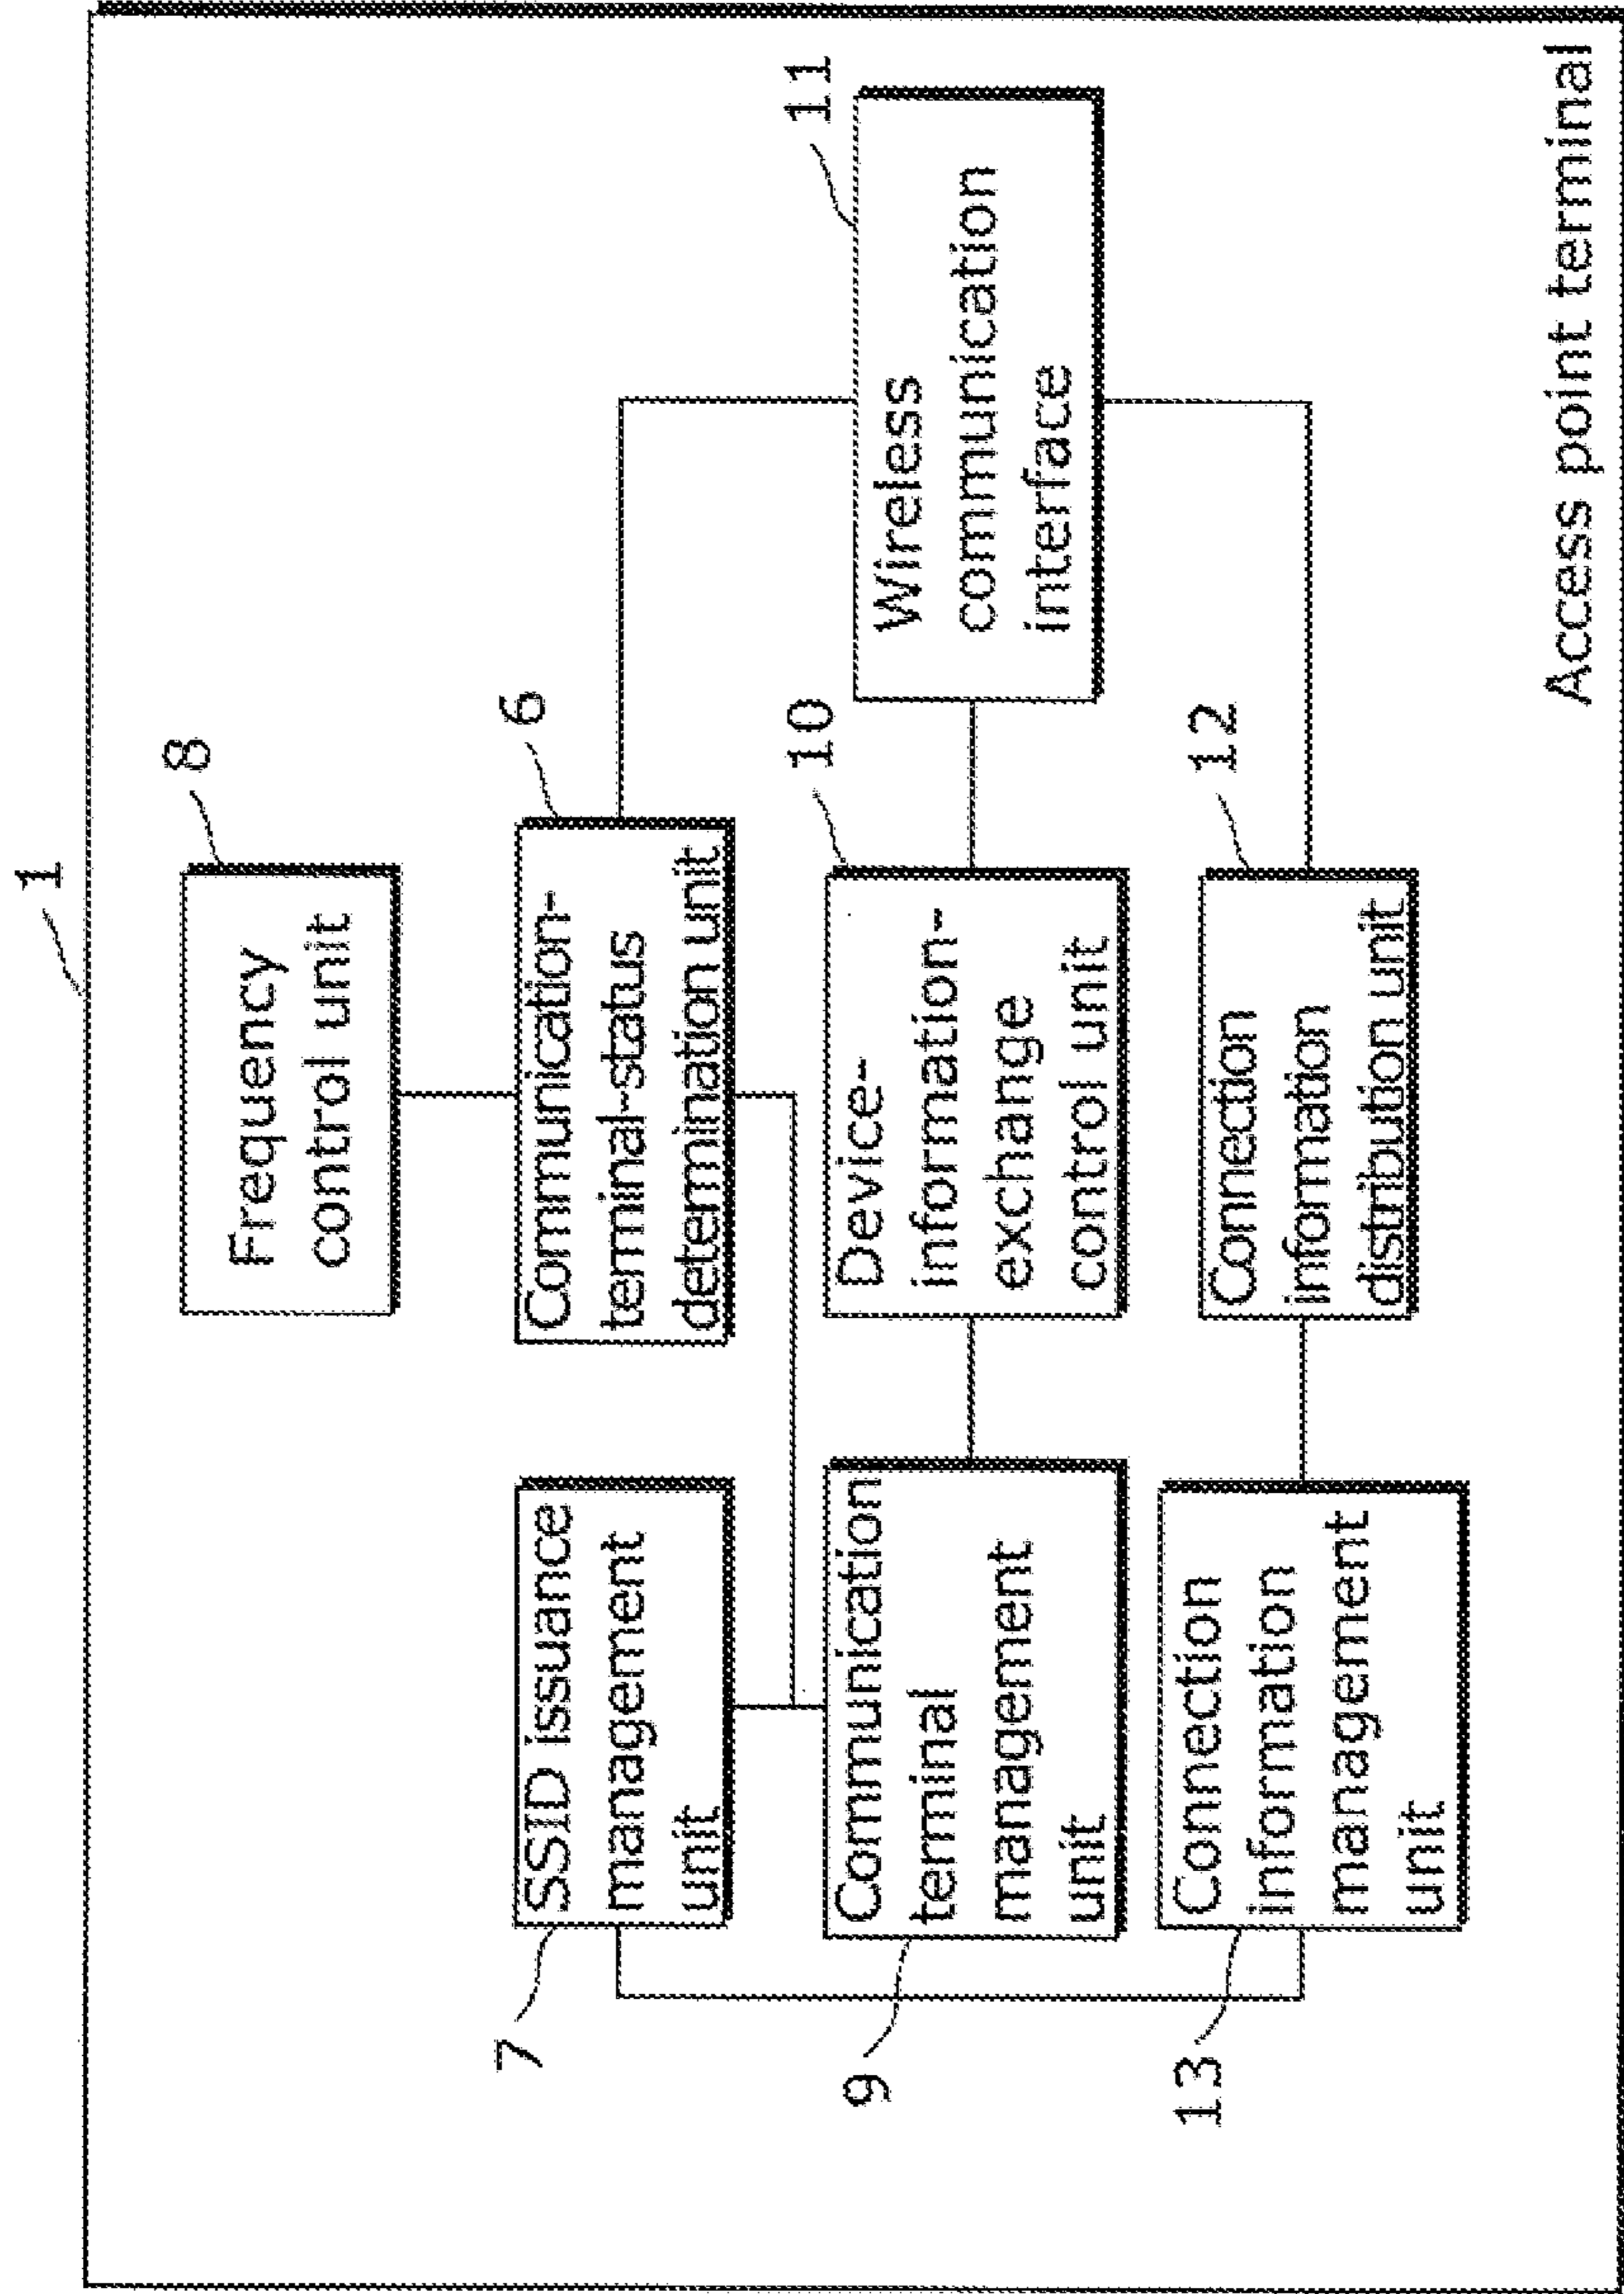 1
8
Frequency
control unit
7
SSID issuance
management
unit
6
Communication-
terminal-status
determination unit
9
Communication
terminal
management
unit
10
Device-
information-
exchange
control unit
11
Wireless
communication
interface
13
Connection
information
management
unit
12
Connection
information
distribution unit
Access point terminal